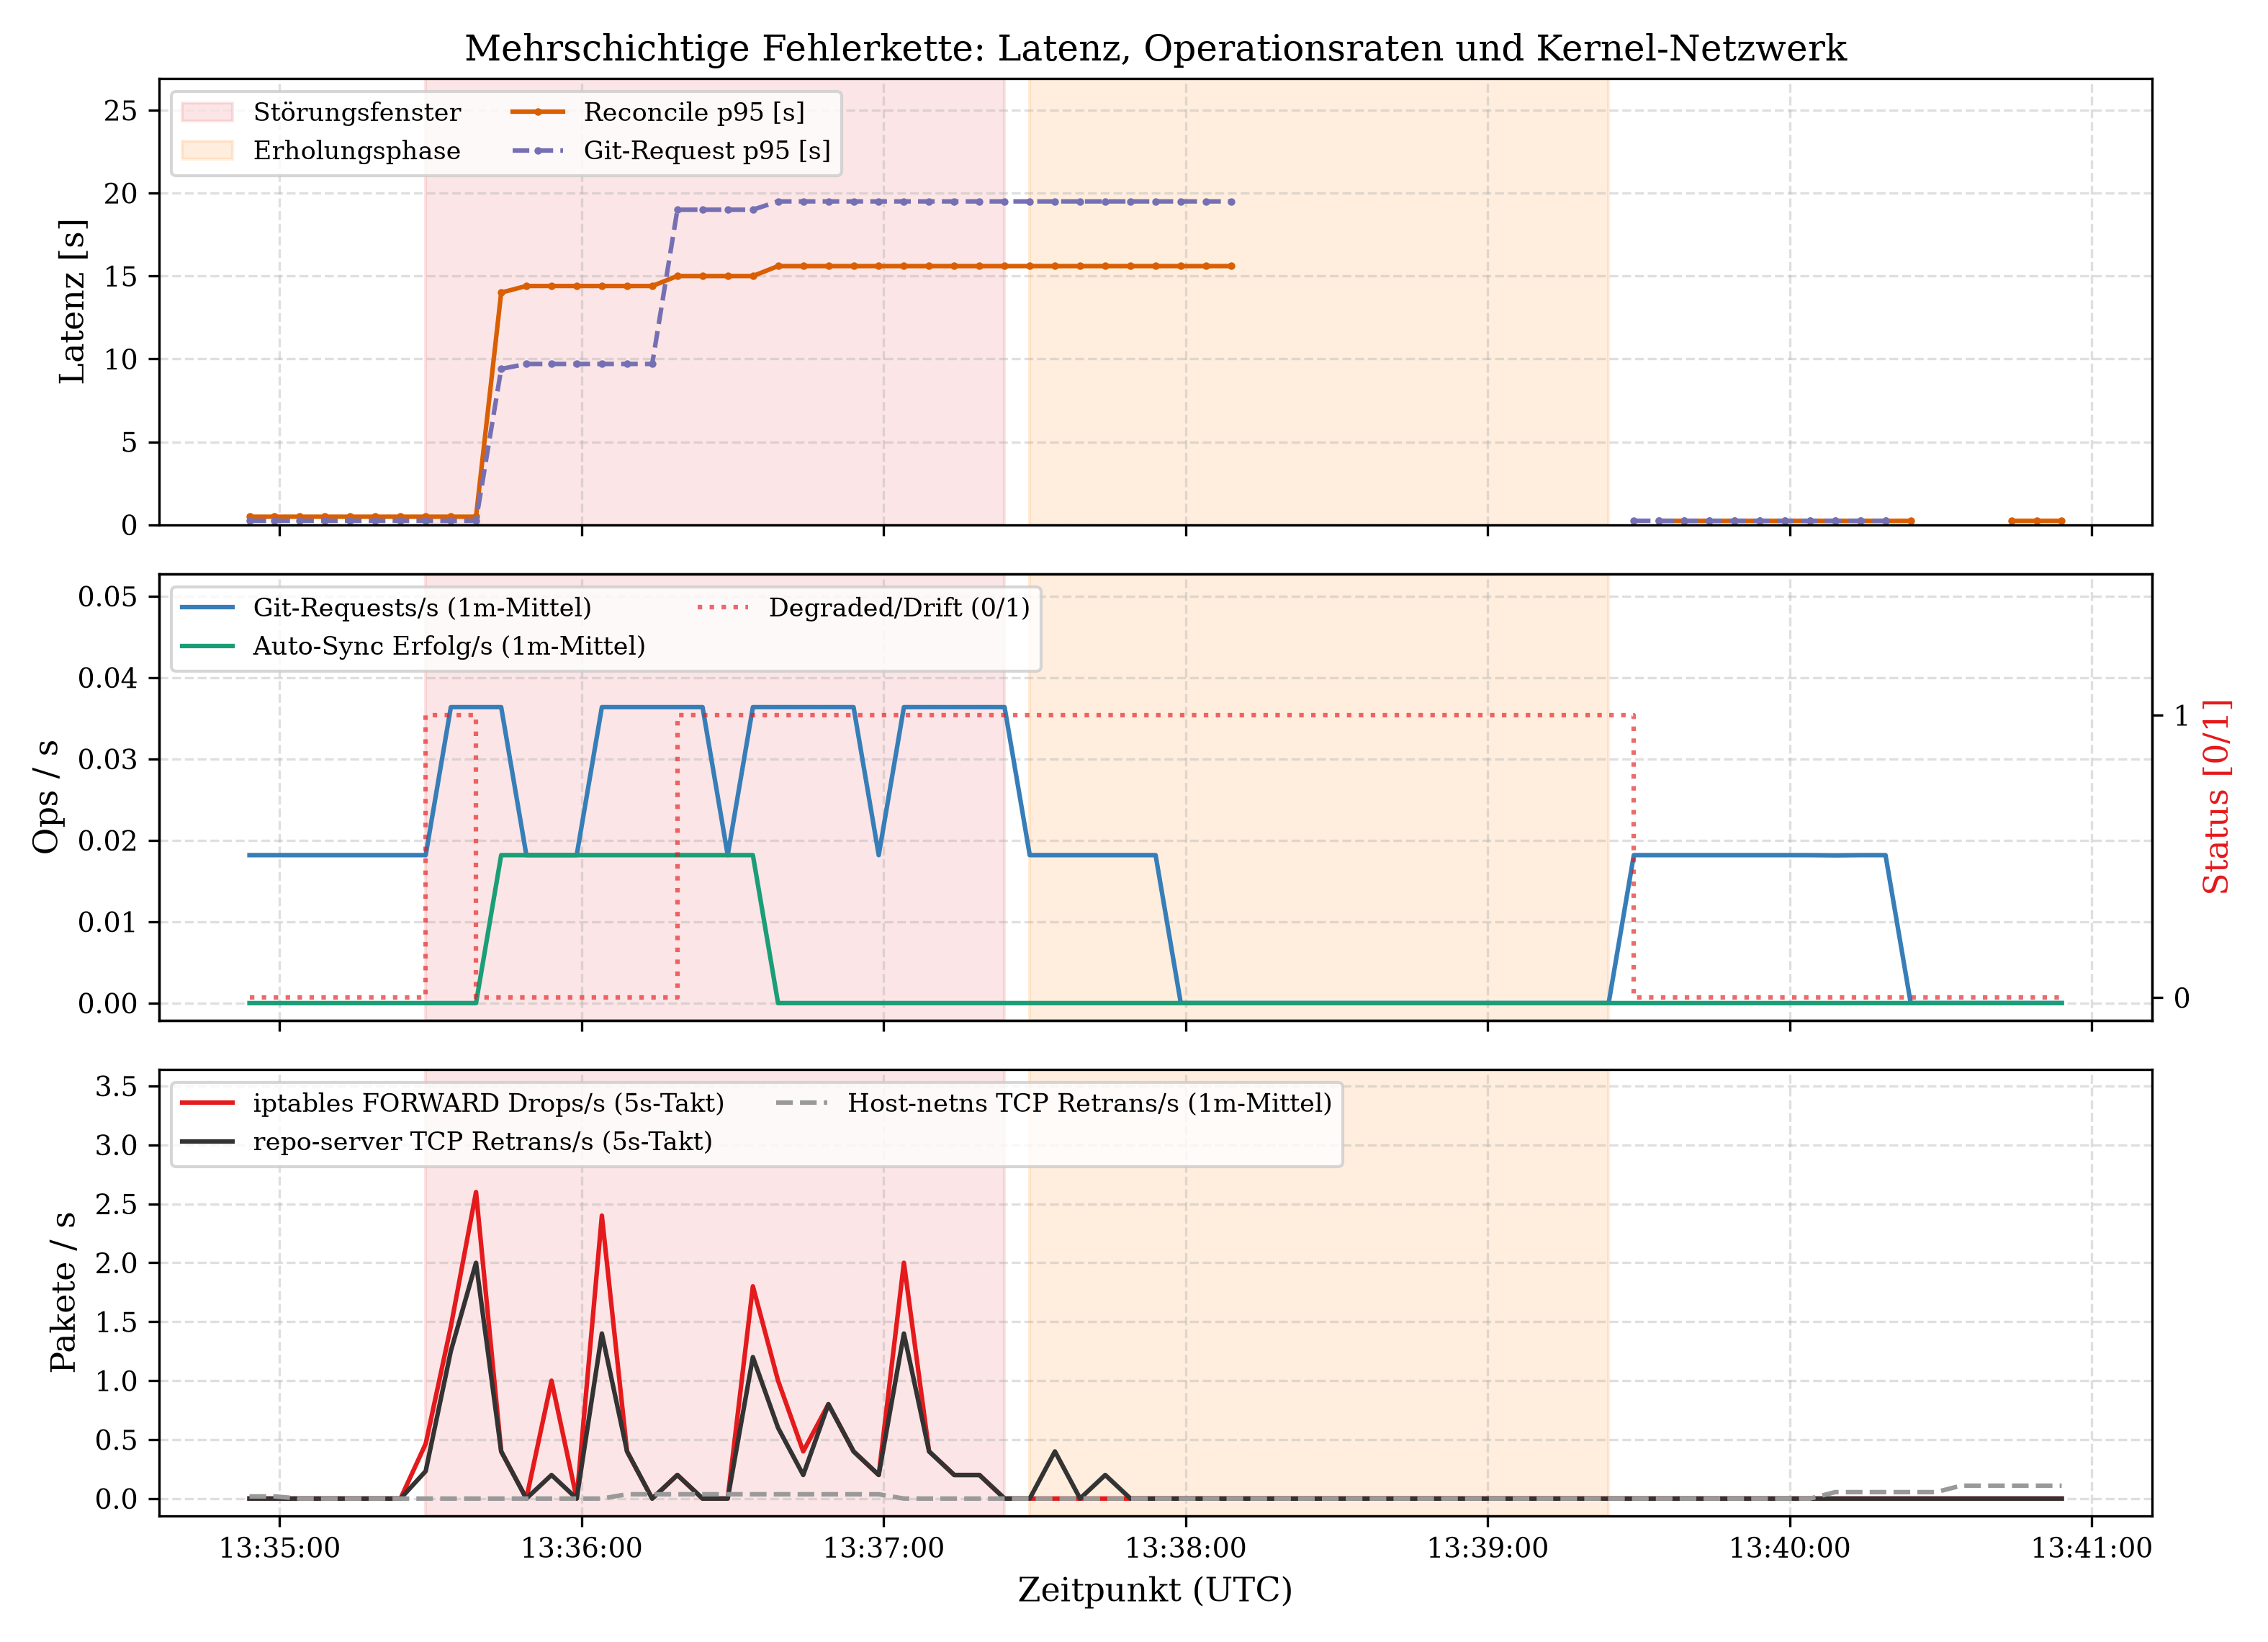 Mehrschichtige Fehlerkette: Latenz, Operationsraten und Kernel-Netzwerk
Latenz [s]
25
20
15
10
5
0
Störungsfenster
Erholungsphase
Reconcile p95 [s]
Git-Request p95 [s]
Ops / s
0.05
0.04
0.03
0.02
0.01
0.00
Git-Requests/s (1m-Mittel)
Auto-Sync Erfolg/s (1m-Mittel)
Degraded/Drift (0/1)
1
0
Status [0/1]
Pakete / s
3.5
3.0
2.5
2.0
1.5
1.0
0.5
0.0
iptables FORWARD Drops/s (5s-Takt)
repo-server TCP Retrans/s (5s-Takt)
Host-netns TCP Retrans/s (1m-Mittel)
13:35:00
13:36:00
13:37:00
13:38:00
13:39:00
13:40:00
13:41:00
Zeitpunkt (UTC)